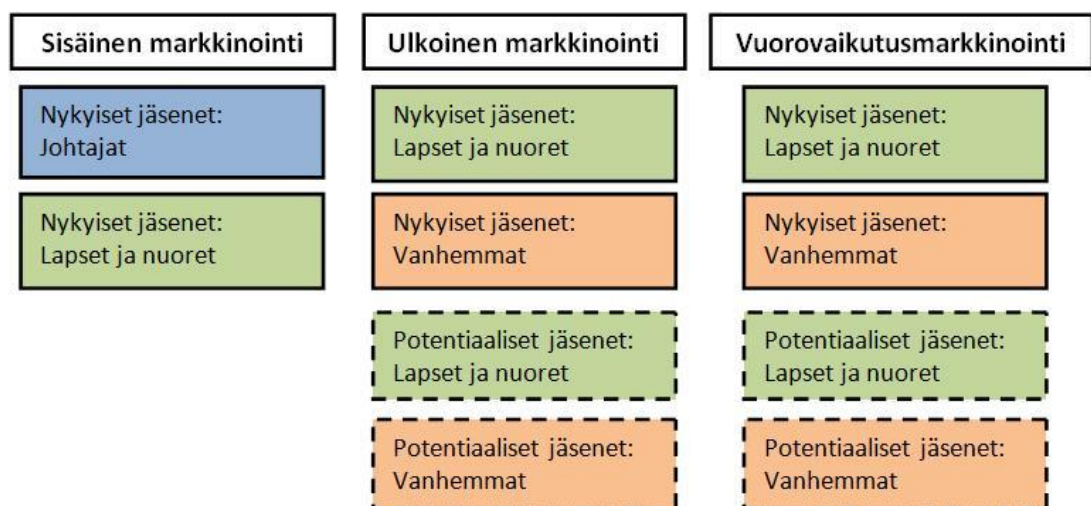 Sisäinen markkinointi
Nykyiset jäsenet:
Johtajat
Nykyiset jäsenet:
Lapset ja nuoret
Ulkoinen markkinointi
Nykyiset jäsenet:
Lapset ja nuoret
Nykyiset jäsenet:
Vanhemmat
Potentiaaliset jäsenet:
Lapset ja nuoret
Potentiaaliset jäsenet:
Vanhemmat
Vuorovaikutusmarkkinointi
Nykyiset jäsenet:
Lapset ja nuoret
Nykyiset jäsenet:
Vanhemmat
Potentiaaliset jäsenet:
Lapset ja nuoret
Potentiaaliset jäsenet:
Vanhemmat